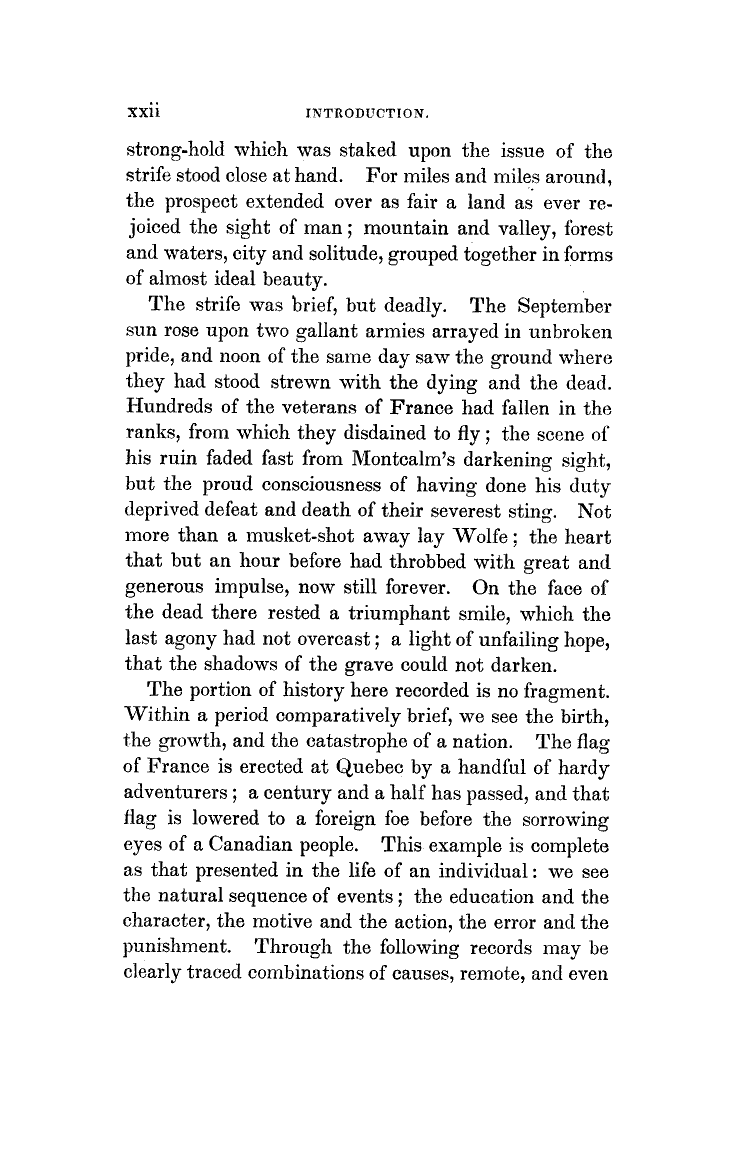 xxii INTRODUCTION.
strong-hold which was staked upon the issue of the
strife stood close at hand. For miles and miles around,
the prospect extended over as fair a land as ever re-
joiced the sight of man; mountain and valley, forest
and waters, city and solitude, grouped together in forms
of almost ideal beauty.
The strife was brief, but deadly. The September
sun rose upon two gallant armies arrayed in unbroken
pride, and noon of the same day saw the ground where
they had stood strewn with the dying and the dead.
Hundreds of the veterans of France had fallen in the
ranks, from which they disdained to fly; the scene of
his ruin faded fast from Montcalm's darkening sight,
but the proud consciousness of having done his duty
deprived defeat and death of their severest sting. Not
more than a musket-shot away lay Wolfe; the heart
that but an hour before had throbbed with great and
generous impulse, now still forever. On the face of
the dead there rested a triumphant smile, which the
last agony had not overcast; a light of unfailing hope,
that the shadows of the grave could not darken.
The portion of history here recorded is no fragment.
Within a period comparatively brief, we see the birth,
the growth, and the catastrophe of a nation. The flag
of France is erected at Quebec by a handful of hardy
adventurers; a century and a half has passed, and that
flag is lowered to a foreign foe before the sorrowing
eyes of a Canadian people. This example is complete
as that presented in the life of an individual: we see
the natural sequence of events; the education and the
character, the motive and the action, the error and the
punishment. Through the following records may be
clearly traced combinations of causes, remote, and even